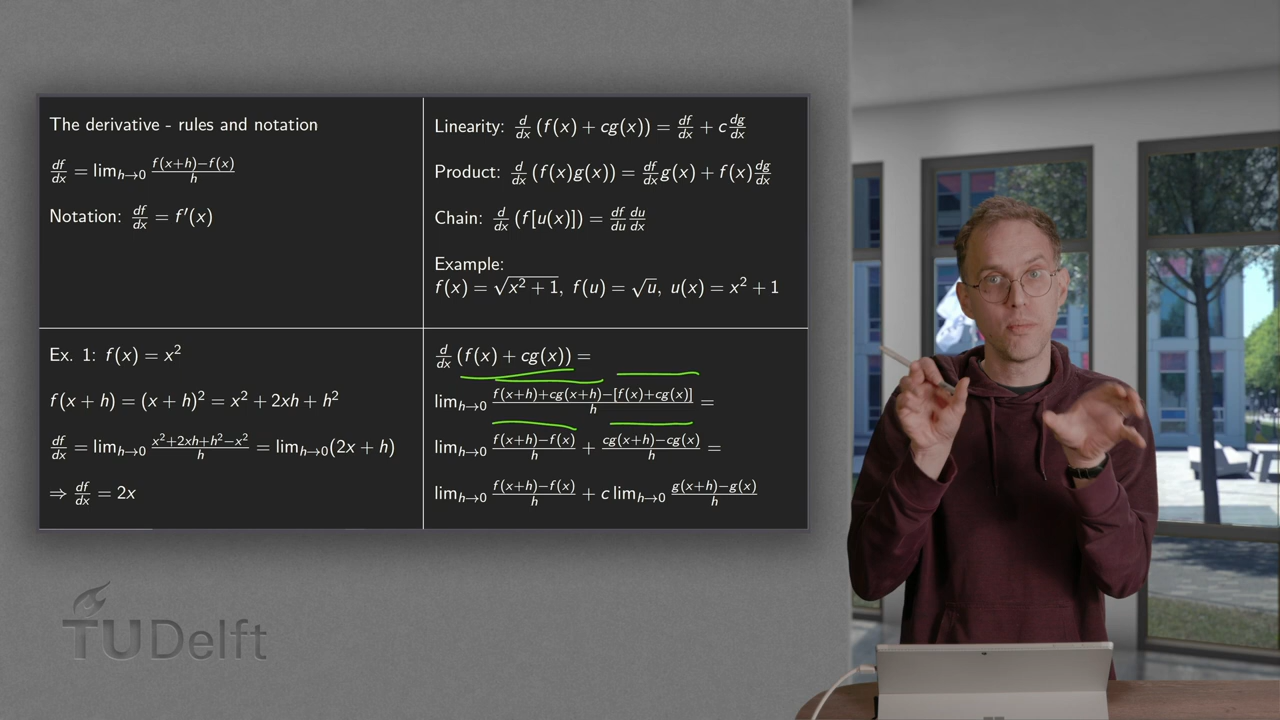 The derivative - rules and notation
df/dx = lim_{h→0} (f(x+h)−f(x))/h
Notation: df/dx = f′(x)
Linearity: d/dx (f(x) + cg(x)) = df/dx + c dg/dx
Product: d/dx (f(x)g(x)) = df/dx g(x) + f(x) dg/dx
Chain: d/dx (f[u(x)]) = df/du du/dx
Example:
f(x) = √(x² + 1), f(u) = √u, u(x) = x² + 1
Ex. 1: f(x) = x²
f(x + h) = (x + h)² = x² + 2xh + h²
df/dx = lim_{h→0} (x²+2xh+h²−x²)/h = lim_{h→0}(2x + h)
⇒ df/dx = 2x
d/dx (f(x) + cg(x)) =
lim_{h→0} (f(x+h)+cg(x+h)−[f(x)+cg(x)])/h =
lim_{h→0} (f(x+h)−f(x))/h + (cg(x+h)−cg(x))/h =
lim_{h→0} (f(x+h)−f(x))/h + c lim_{h→0} (g(x+h)−g(x))/h
TUDelft